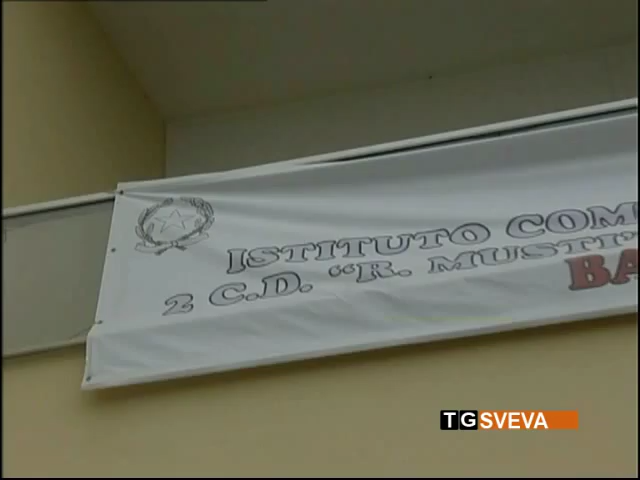 ISTITUTO COM
2 C.D. "R. MUSTI"
BA
TGSVEVA